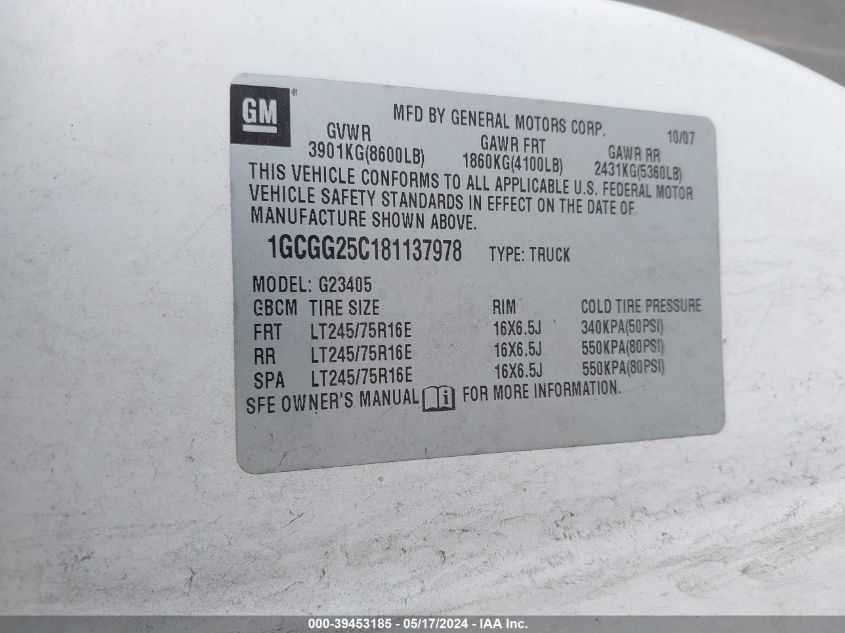 GM®
MFD BY GENERAL MOTORS CORP. 10/07
GVWR GAWR FRT GAWR RR
3901KG(8600LB) 1860KG(4100LB) 2431KG(5360LB)
THIS VEHICLE CONFORMS TO ALL APPLICABLE U.S. FEDERAL MOTOR
VEHICLE SAFETY STANDARDS IN EFFECT ON THE DATE OF
MANUFACTURE SHOWN ABOVE.
1GCGG25C181137978 TYPE: TRUCK
MODEL: G23405
GBCM TIRE SIZE RIM COLD TIRE PRESSURE
FRT LT245/75R16E 16X6.5J 340KPA(50PSI)
RR LT245/75R16E 16X6.5J 550KPA(80PSI)
SPA LT245/75R16E 16X6.5J 550KPA(80PSI)
SFE OWNER'S MANUAL i FOR MORE INFORMATION.
000-39453185 - 05/17/2024 - IAA Inc.